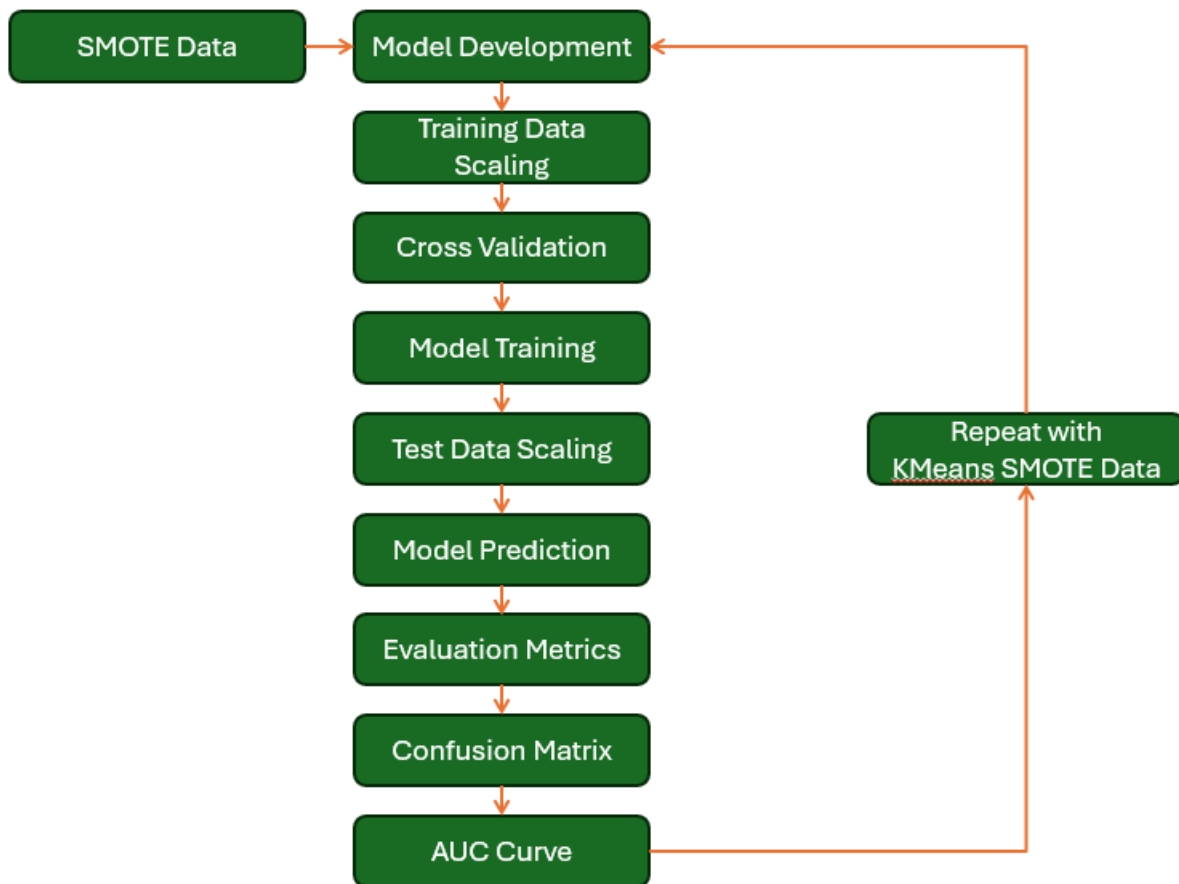 SMOTE Data
Model Development
Training Data
Scaling
Cross Validation
Model Training
Test Data Scaling
Repeat with
KMeans SMOTE Data
Model Prediction
Evaluation Metrics
Confusion Matrix
AUC Curve